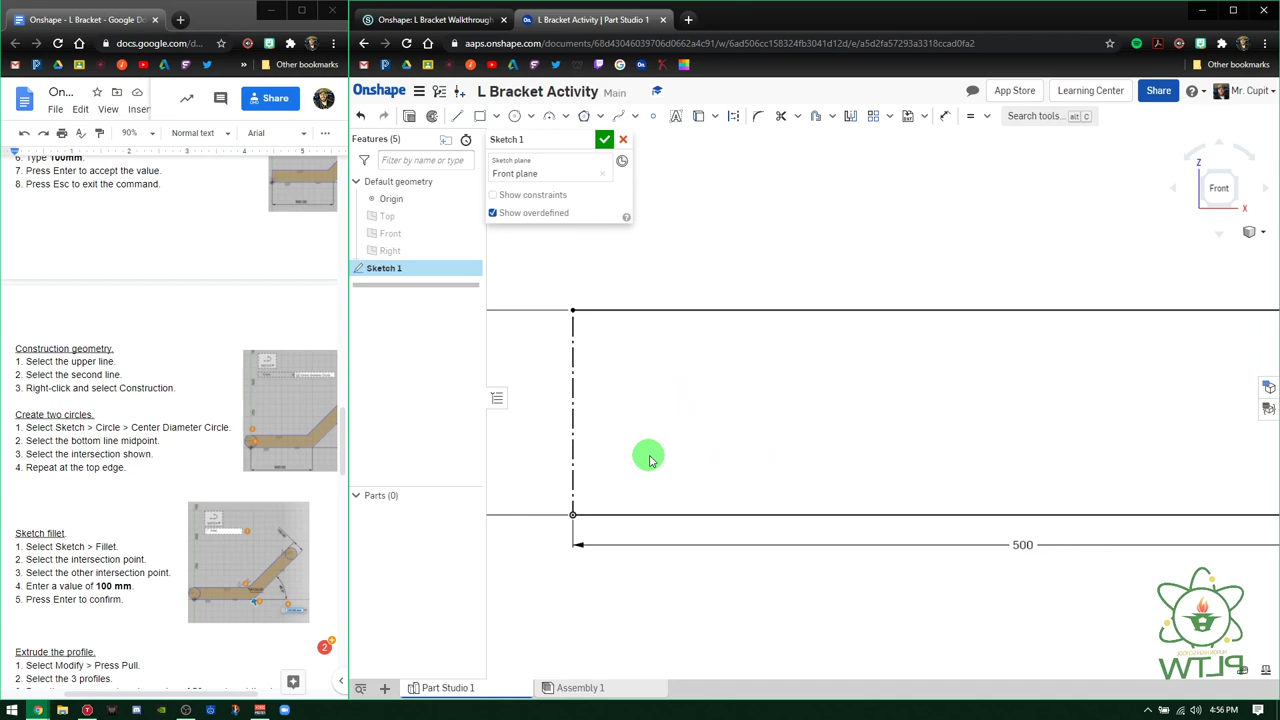 Onshape - L Bracket - Google Do
Onshape: L Bracket Walkthrough
L Bracket Activity | Part Studio 1
docs.google.com/d...
aaps.onshape.com/documents/68d43046039706d0662a4c91/w/6ad506cc158324fb3041d12d/e/a5d2fa57293a3318ccad0fa2
Other bookmarks
Other bookmarks
On...
Share
File Edit View Inser
90% Normal text Arial
Onshape
L Bracket Activity Main
App Store
Learning Center
Share
Mr. Cupit
Search tools... alt C
Features (5)
Filter by name or type
Default geometry
Origin
Top
Front
Right
Sketch 1
Parts (0)
Sketch 1
Sketch plane
Front plane
Show constraints
Show overdefined
Z
Front
X
6. Type 100mm.
7. Press Enter to accept the value.
8. Press Esc to exit the command.
Construction geometry.
1. Select the upper line.
2. Select the second line.
3. Right-click and select Construction.
Create two circles.
1. Select Sketch > Circle > Center Diameter Circle.
2. Select the bottom line midpoint.
3. Select the intersection shown.
4. Repeat at the top edge.
Sketch fillet.
1. Select Sketch > Fillet.
2. Select the intersection point.
3. Select the other intersection point.
4. Enter a value of 100 mm.
5. Press Enter to confirm.
Extrude the profile.
1. Select Modify > Press Pull.
2. Select the 3 profiles.
2
500
PLTW
Part Studio 1
Assembly 1
4:56 PM